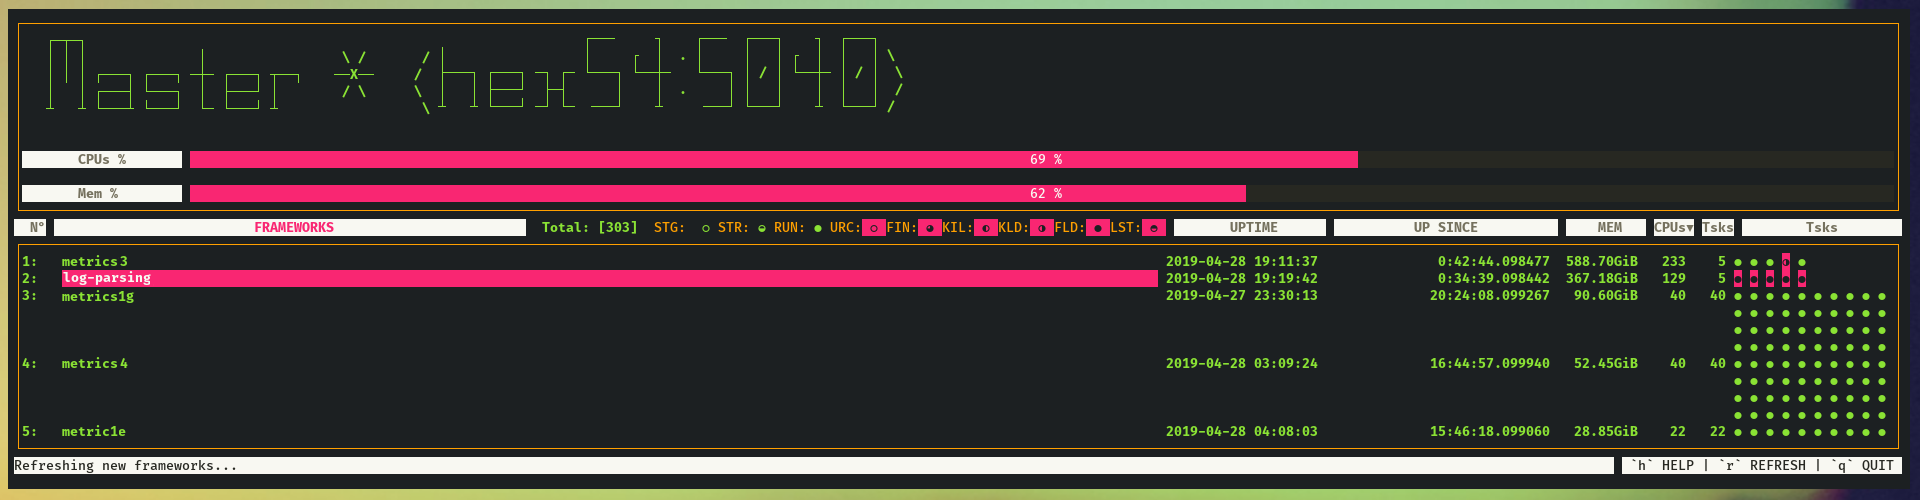 Master * <hex54:5040>
CPUs % 69 %
Mem % 62 %
N° FRAMEWORKS Total: [303] STG: ○ STR: ◒ RUN: ● URC: ○ FIN: ◕ KIL: ◐ KLD: ◑ FLD: ● LST: ◓ UPTIME UP SINCE MEM CPUs▼ Tsks Tsks
1: metrics3 2019-04-28 19:11:37 0:42:44.098477 588.70GiB 233 5 ● ● ● ◑ ●
2: log-parsing 2019-04-28 19:19:42 0:34:39.098442 367.18GiB 129 5 ● ● ● ● ●
3: metrics1g 2019-04-27 23:30:13 20:24:08.099267 90.60GiB 40 40 ● ● ● ● ● ● ● ● ● ●
● ● ● ● ● ● ● ● ● ●
● ● ● ● ● ● ● ● ● ●
● ● ● ● ● ● ● ● ● ●
4: metrics4 2019-04-28 03:09:24 16:44:57.099940 52.45GiB 40 40 ● ● ● ● ● ● ● ● ● ●
● ● ● ● ● ● ● ● ● ●
● ● ● ● ● ● ● ● ● ●
● ● ● ● ● ● ● ● ● ●
5: metric1e 2019-04-28 04:08:03 15:46:18.099060 28.85GiB 22 22 ● ● ● ● ● ● ● ● ● ●
Refreshing new frameworks... `h` HELP | `r` REFRESH | `q` QUIT